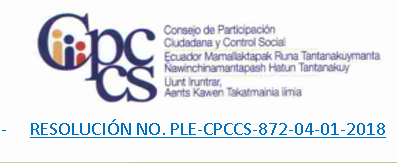 Cpccs
Consejo de Participación
Ciudadana y Control Social
Ecuador Mamallaktapak Runa Tantanakuymanta
Ñawinchinamantapash Hatun Tantanakuy
Uunt Iruntrar,
Aents Kawen Takatmainia iimia
- RESOLUCIÓN NO. PLE-CPCCS-872-04-01-2018